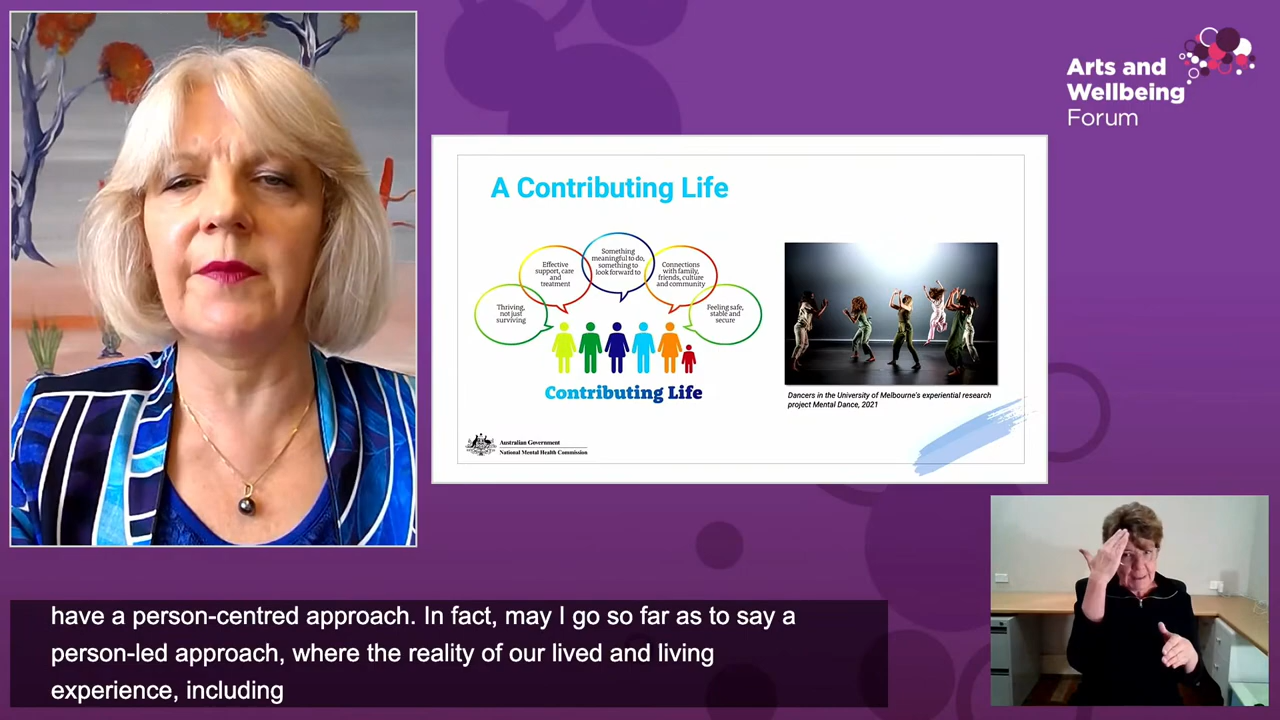 Arts and
Wellbeing
Forum
A Contributing Life
Thriving,
not just
surviving
Effective
support, care
and
treatment
Something
meaningful to do,
something to
look forward to
Connections
with family,
friends, culture
and community
Feeling safe,
stable and
secure
Contributing Life
Dancers in the University of Melbourne's experiential research
project Mental Dance, 2021
Australian Government
National Mental Health Commission
have a person-centred approach. In fact, may I go so far as to say a
person-led approach, where the reality of our lived and living
experience, including